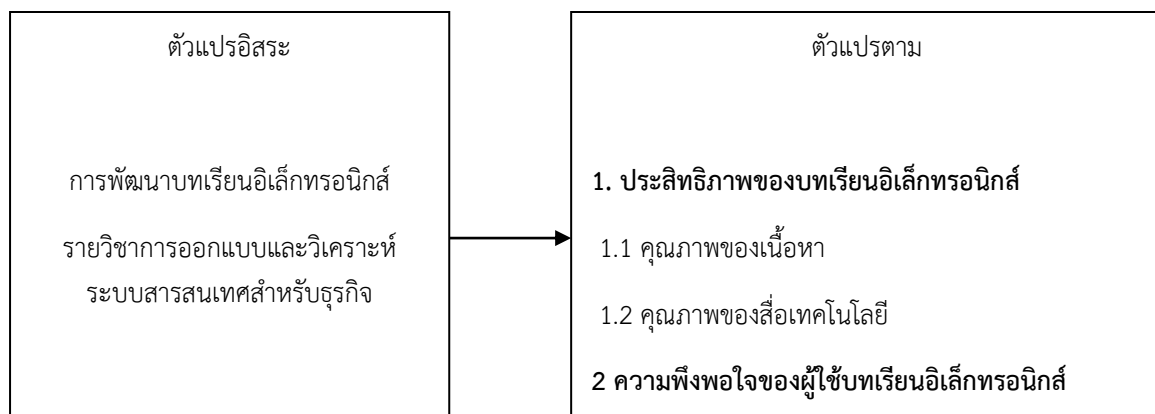 ตัวแปรอิสระ
การพัฒนาบทเรียนอิเล็กทรอนิกส์
รายวิชาการออกแบบและวิเคราะห์
ระบบสารสนเทศสำหรับธุรกิจ
ตัวแปรตาม
1. ประสิทธิภาพของบทเรียนอิเล็กทรอนิกส์
1.1 คุณภาพของเนื้อหา
1.2 คุณภาพของสื่อเทคโนโลยี
2 ความพึงพอใจของผู้ใช้บทเรียนอิเล็กทรอนิกส์